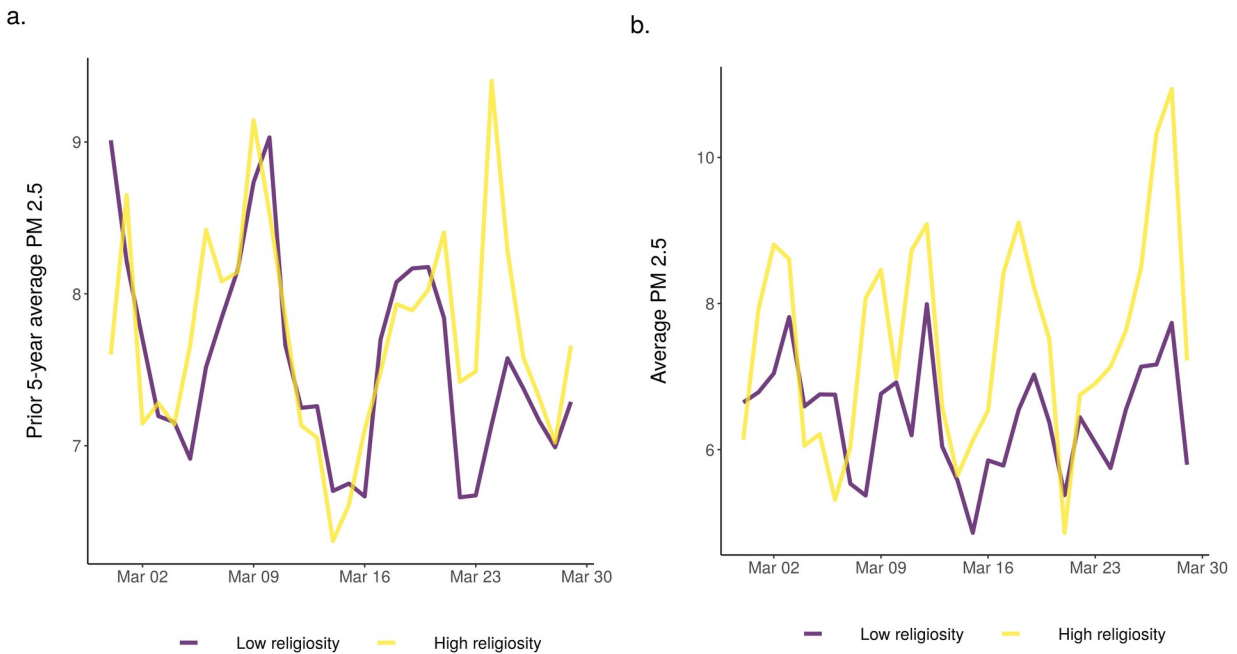 a.
Prior 5-year average PM 2.5
9
8
7
Mar 02 Mar 09 Mar 16 Mar 23 Mar 30
Low religiosity High religiosity
b.
Average PM 2.5
10
8
6
Mar 02 Mar 09 Mar 16 Mar 23 Mar 30
Low religiosity High religiosity